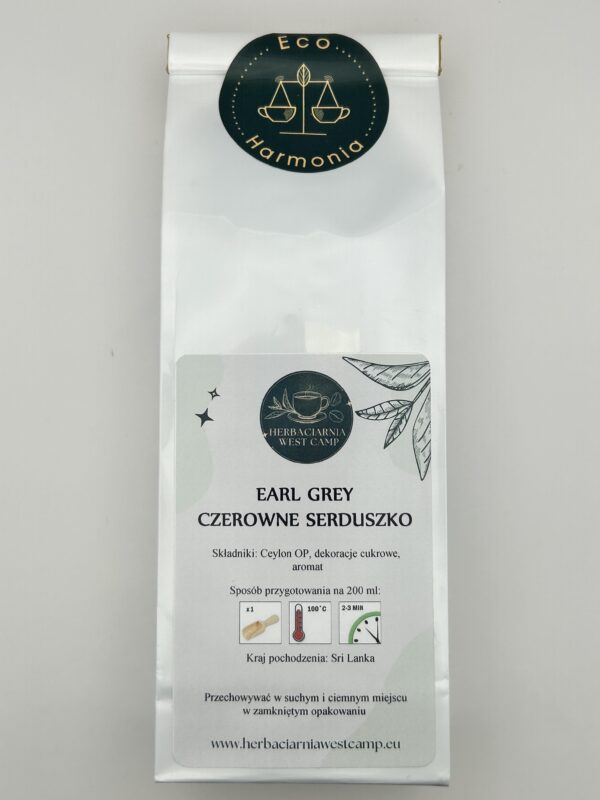 Eco
Harmonia
HERBACIARNIA
WEST CAMP
EARL GREY
CZEROWNE SERDUSZKO
Składniki: Ceylon OP, dekoracje cukrowe,
aromat
Sposób przygotowania na 200 ml:
x1 100°C 2-3 MIN
Kraj pochodzenia: Sri Lanka
Przechowywać w suchym i ciemnym miejscu
w zamkniętym opakowaniu
www.herbaciarniawestcamp.eu